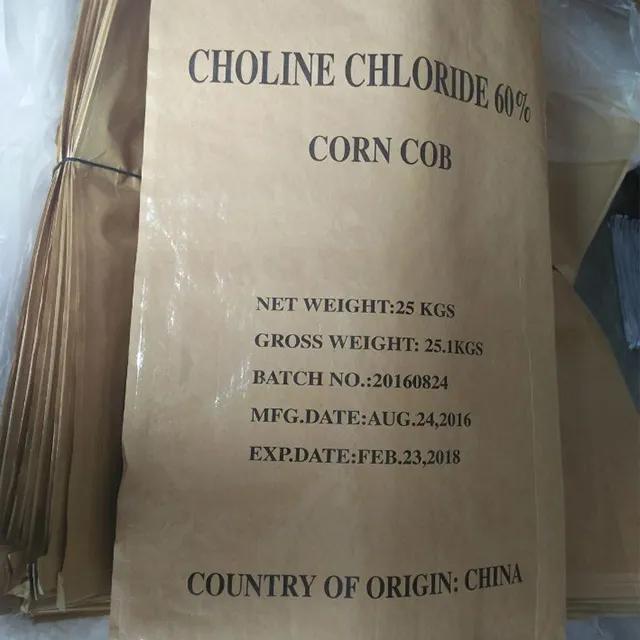 CHOLINE CHLORIDE 60%
CORN COB
NET WEIGHT:25 KGS
GROSS WEIGHT: 25.1KGS
BATCH NO.:20160824
MFG.DATE:AUG.24,2016
EXP.DATE:FEB.23,2018
COUNTRY OF ORIGIN: CHINA